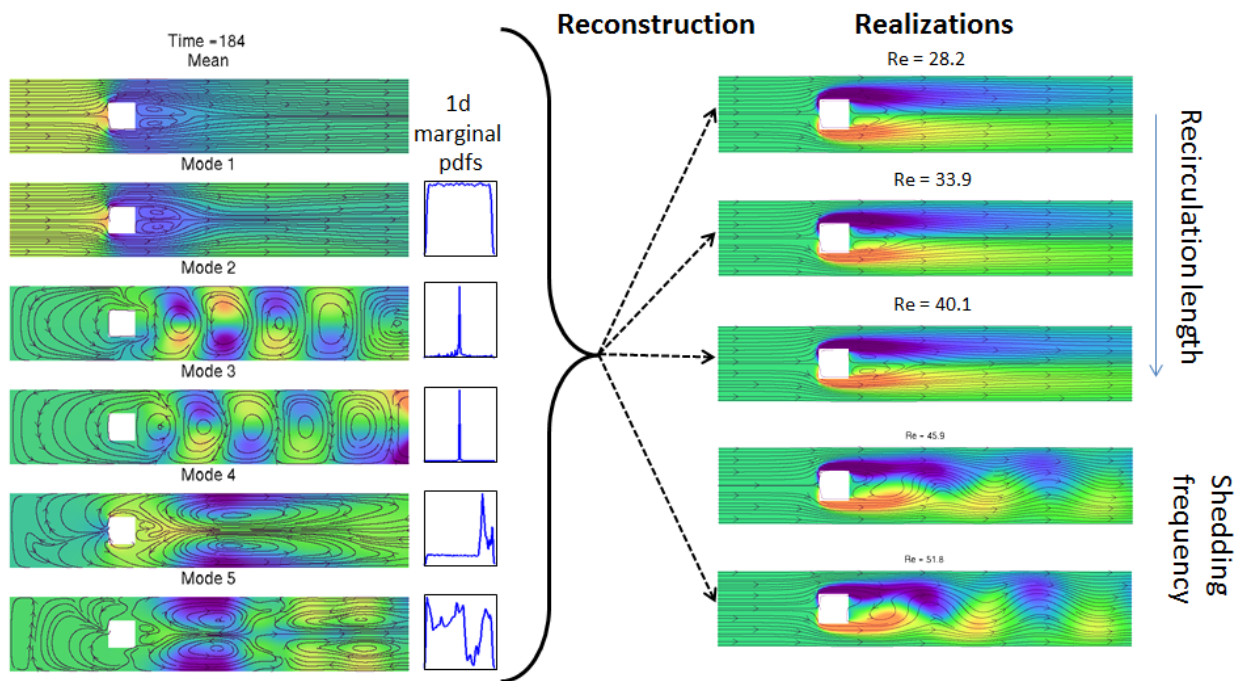 Time =184
Mean
Mode 1
Mode 2
Mode 3
Mode 4
Mode 5
1d
marginal
pdfs
Reconstruction
Realizations
Re = 28.2
Re = 33.9
Re = 40.1
Re = 45.9
Re = 51.8
Recirculation length
Shedding
frequency